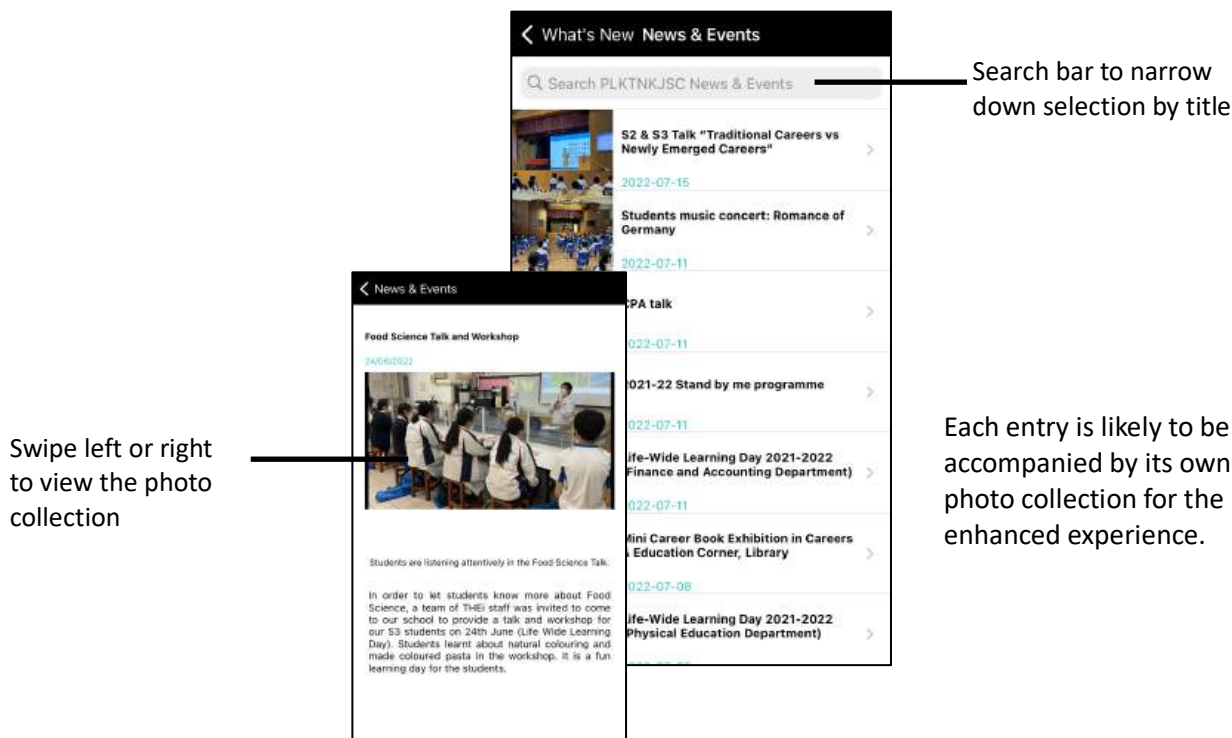 What's New News & Events
Search PLKTNKJSC News & Events
Search bar to narrow
down selection by title
S2 & S3 Talk "Traditional Careers vs
Newly Emerged Careers"
2022-07-15
Students music concert: Romance of
Germany
2022-07-11
CPA talk
022-07-11
2021-22 Stand by me programme
022-07-11
ife-Wide Learning Day 2021-2022
Finance and Accounting Department)
022-07-11
Mini Career Book Exhibition in Careers
& Education Corner, Library
022-07-08
ife-Wide Learning Day 2021-2022
Physical Education Department)
News & Events
Food Science Talk and Workshop
24/06/2022
Students are listening attentively in the Food Science Talk.
In order to let students know more about Food
Science, a team of THEi staff was invited to come
to our school to provide a talk and workshop for
our S3 students on 24th June (Life Wide Learning
Day). Students learnt about natural colouring and
made coloured pasta in the workshop. It is a fun
learning day for the students.
Swipe left or right
to view the photo
collection
Each entry is likely to be
accompanied by its own
photo collection for the
enhanced experience.